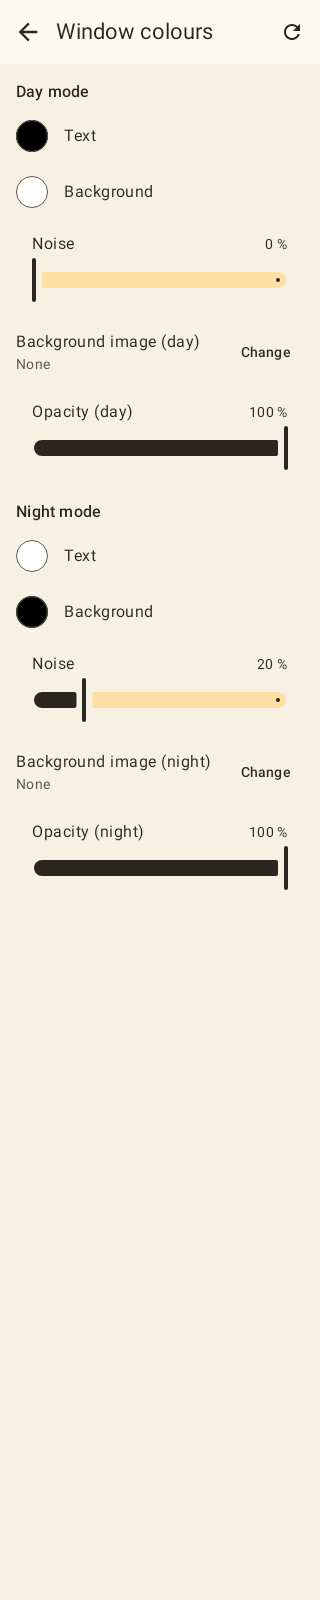 Window colours
Day mode
Text
Background
Noise 0 %
Background image (day)
None
Change
Opacity (day) 100 %
Night mode
Text
Background
Noise 20 %
Background image (night)
None
Change
Opacity (night) 100 %